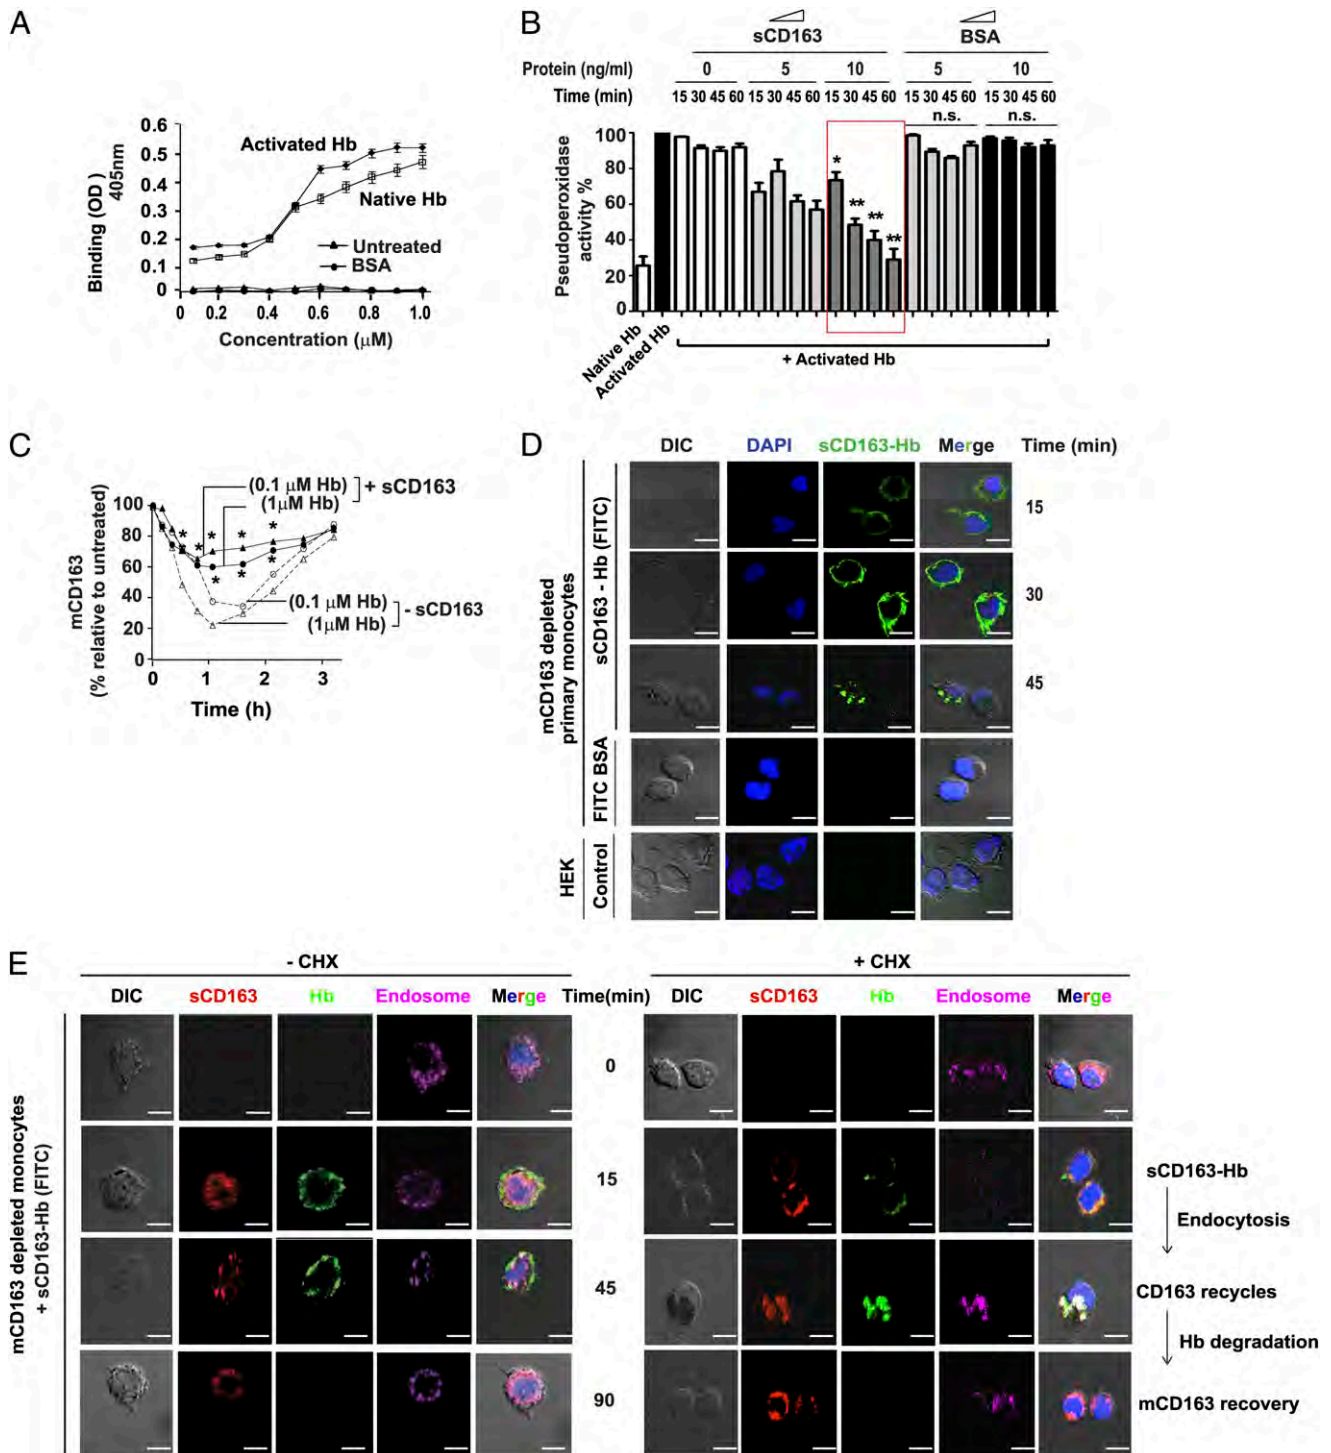 A
0.6
0.5
0.4
0.3
0.2
0.1
0
Binding (OD)
405nm
Activated Hb
Native Hb
Untreated
BSA
0 0.2 0.4 0.6 0.8 1.0
Concentration (μM)
B
sCD163 BSA
Protein (ng/ml) 0 5 10 5 10
Time (min) 15 30 45 60 15 30 45 60 15 30 45 60 15 30 45 60 15 30 45 60
n.s. n.s.
100
80
60
40
20
0
Pseudoperoxidase
activity %
* ** ** **
Native Hb
Activated Hb
+ Activated Hb
C
100
80
60
40
20
0
mCD163
(% relative to untreated)
(0.1 μM Hb) + sCD163
(1μM Hb)
* * * * * *
* * *
(0.1 μM Hb) - sCD163
(1μM Hb)
0 1 2 3
Time (h)
D
DIC DAPI sCD163-Hb Merge Time (min)
mCD163 depleted
primary monocytes
sCD163 - Hb (FITC)
15
30
45
FITC BSA
HEK
Control
E
- CHX + CHX
DIC sCD163 Hb Endosome Merge Time(min) DIC sCD163 Hb Endosome Merge
mCD163 depleted monocytes
+ sCD163-Hb (FITC)
0
15
45
90
sCD163-Hb
Endocytosis
CD163 recycles
Hb degradation
mCD163 recovery